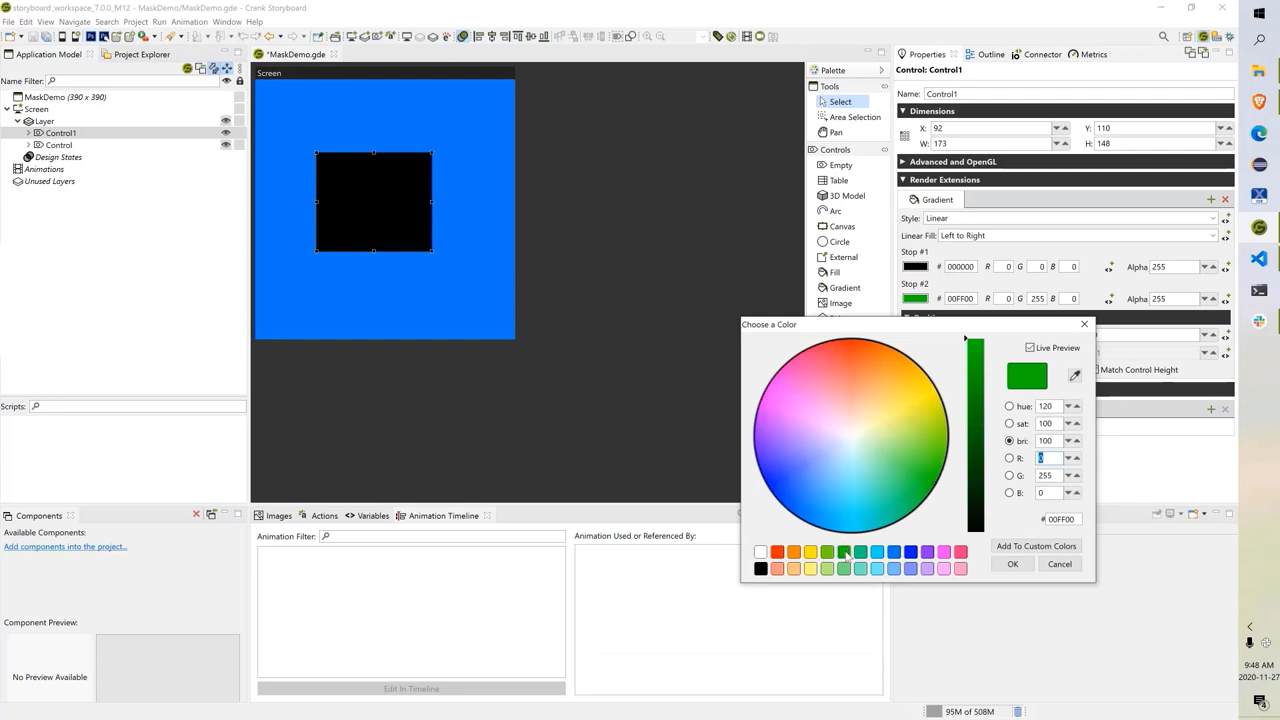 storyboard_workspace_7.0.0_M12 - MaskDemo/MaskDemo.gde - Crank Storyboard
File Edit View Navigate Search Project Run Animation Window Help
Application Model
Project Explorer
Name Filter:
MaskDemo (390 x 390)
Screen
Layer
Control1
Control
Design States
Animations
Unused Layers
Scripts:
*MaskDemo.gde
Screen
Palette
Tools
Select
Area Selection
Pan
Controls
Empty
Table
3D Model
Arc
Canvas
Circle
External
Fill
Gradient
Image
Properties
Outline
Connector
Metrics
Control: Control1
Name: Control1
Dimensions
X: 92
Y: 110
W: 173
H: 148
Advanced and OpenGL
Render Extensions
Gradient
Style: Linear
Linear Fill: Left to Right
Stop #1
# 000000 R 0 G 0 B 0 Alpha 255
Stop #2
# 00FF00 R 0 G 255 B 0 Alpha 255
Match Control Height
Choose a Color
Live Preview
hue: 120
sat: 100
bri: 100
R: 0
G: 255
B: 0
# 00FF00
Add To Custom Colors
OK
Cancel
Components
Available Components:
Add components into the project...
Component Preview:
No Preview Available
Images
Actions
Variables
Animation Timeline
Animation Filter:
Animation Used or Referenced By:
Edit In Timeline
95M of 508M
9:48 AM
2020-11-27